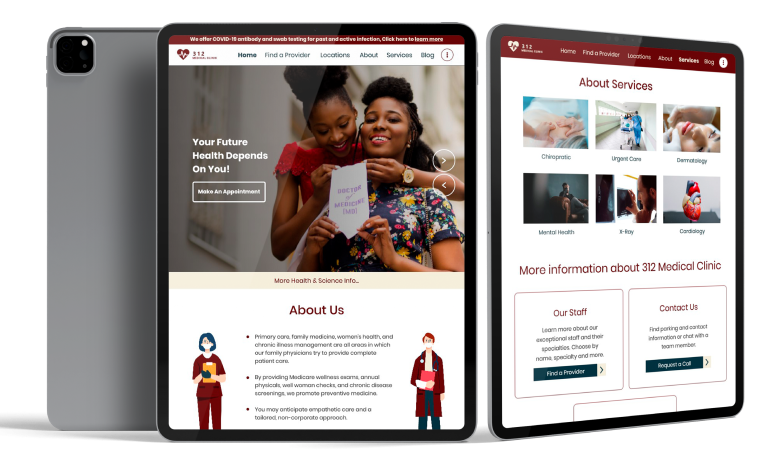 We offer COVID-19 antibody and swab testing for past and active infection, Click here to learn more
312
MEDICAL CLINIC
Home Find a Provider Locations About Services Blog
Your Future
Health Depends
On You!
Make An Appointment
DOCTOR
of
MEDICINE
(MD)
More Health & Science Info...
About Us
Primary care, family medicine, women's health, and
chronic illness management are all areas in which
our family physicians try to provide complete
patient care.
By providing Medicare wellness exams, annual
physicals, well woman checks, and chronic disease
screenings, we promote preventive medicine.
You may anticipate empathetic care and a
tailored, non-corporate approach.
312
MEDICAL CLINIC
Home Find a Provider Locations About Services Blog
About Services
Chiropratic Urgent Care Dermatology
Mental Health X-Ray Cardiology
More information about 312 Medical Clinic
Our Staff
Learn more about our
exceptional staff and their
specialties. Choose by
name, specialty and more.
Find a Provider >
Contact Us
Find parking and contact
information or chat with a
team member.
Request a Call >